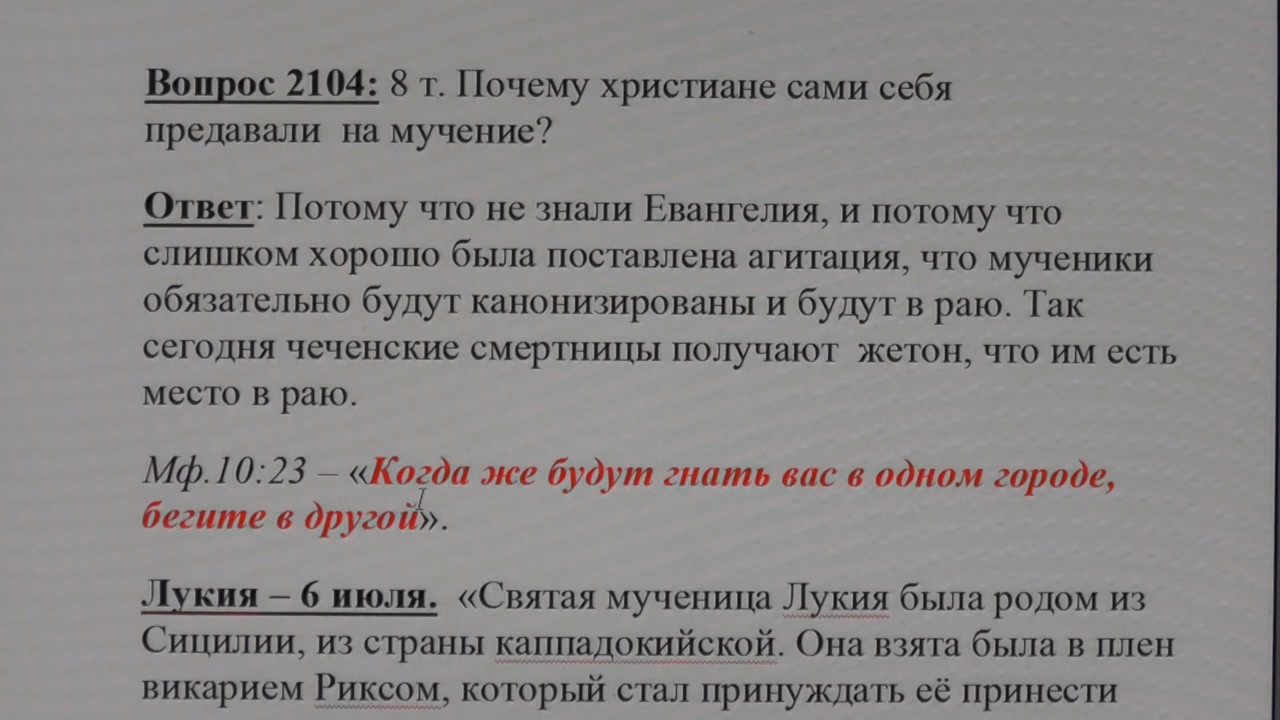 Вопрос 2104: 8 т. Почему христиане сами себя
предавали  на мучение?
Ответ: Потому что не знали Евангелия, и потому что
слишком хорошо была поставлена агитация, что мученики
обязательно будут канонизированы и будут в раю. Так
сегодня чеченские смертницы получают  жетон, что им есть
место в раю.
Мф.10:23 – «Когда же будут гнать вас в одном городе,
бегите в другой».
Лукия – 6 июля.  «Святая мученица Лукия была родом из
Сицилии, из страны каппадокийской. Она взята была в плен
викарием Риксом, который стал принуждать её принести